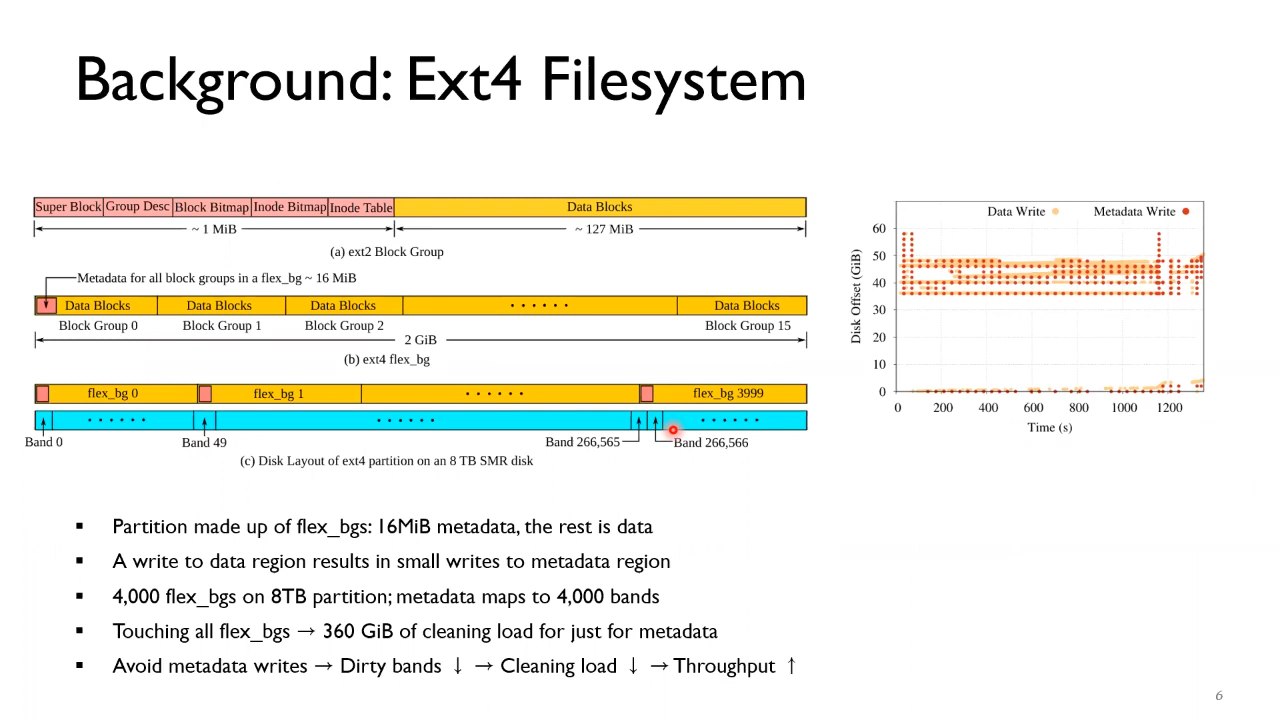 Background: Ext4 Filesystem
Super Block Group Desc Block Bitmap Inode Bitmap Inode Table Data Blocks
~ 1 MiB ~ 127 MiB
(a) ext2 Block Group
Metadata for all block groups in a flex_bg ~ 16 MiB
Data Blocks Data Blocks Data Blocks . . . . . . Data Blocks
Block Group 0 Block Group 1 Block Group 2 Block Group 15
2 GiB
(b) ext4 flex_bg
flex_bg 0 flex_bg 1 . . . . . . flex_bg 3999
. . . . . . . . . . . . . . . . . .
Band 0 Band 49 Band 266,565 Band 266,566
(c) Disk Layout of ext4 partition on an 8 TB SMR disk
Data Write Metadata Write
Disk Offset (GiB)
60
50
40
30
20
10
0
0 200 400 600 800 1000 1200
Time (s)
▪ Partition made up of flex_bgs: 16MiB metadata, the rest is data
▪ A write to data region results in small writes to metadata region
▪ 4,000 flex_bgs on 8TB partition; metadata maps to 4,000 bands
▪ Touching all flex_bgs → 360 GiB of cleaning load for just for metadata
▪ Avoid metadata writes → Dirty bands ↓ → Cleaning load ↓ → Throughput ↑
6